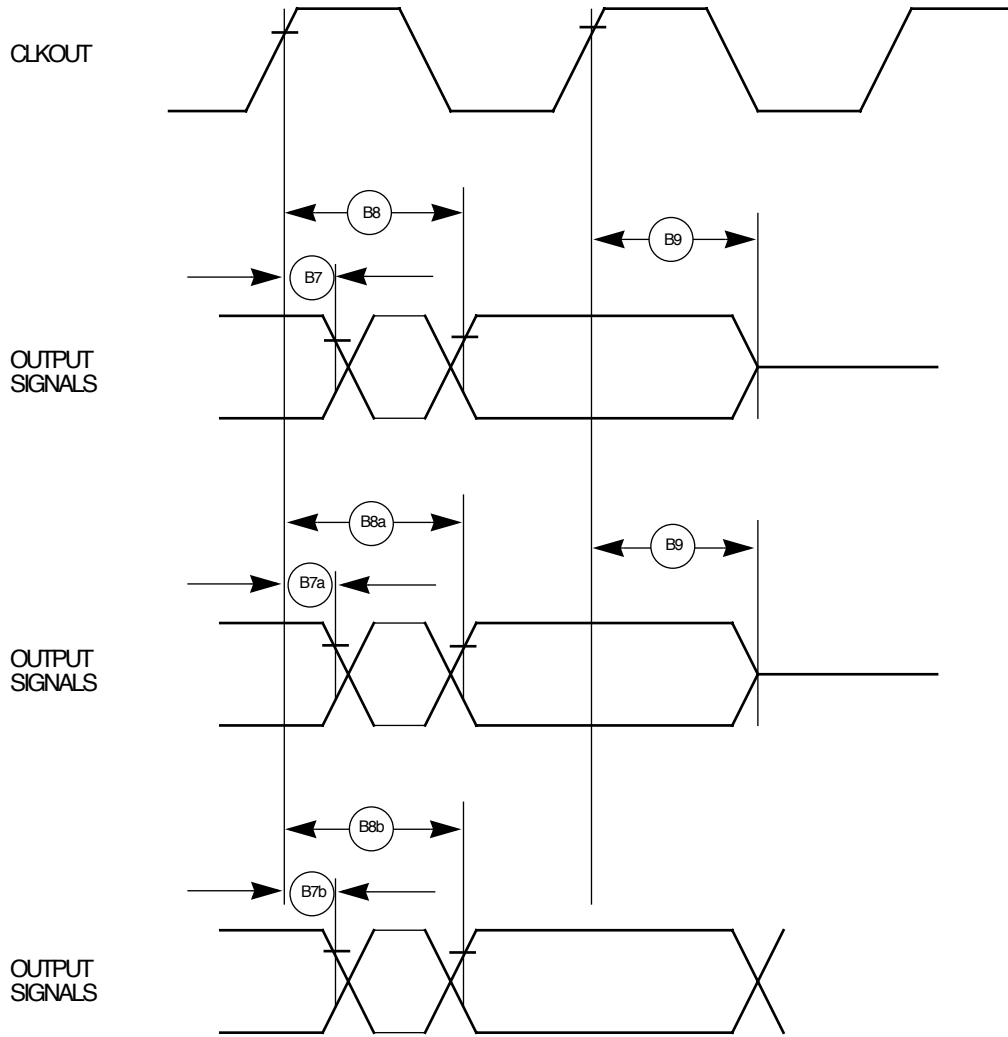 CLKOUT
B8
B9
B7
OUTPUT
SIGNALS
B8a
B9
B7a
OUTPUT
SIGNALS
B8b
B7b
OUTPUT
SIGNALS